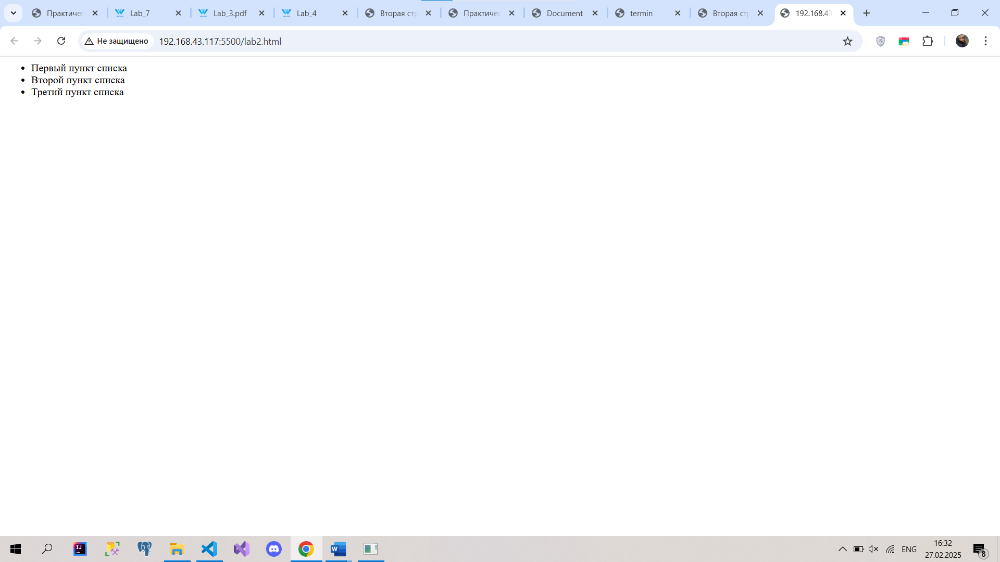 Практичес
Lab_7
Lab_3.pdf
Lab_4
Вторая стр
Практичес
Document
termin
Вторая стр
192.168.43
Не защищено
192.168.43.117:5500/lab2.html
Первый пункт списка
Второй пункт списка
Третий пункт списка
IJ
W
ENG
16:32
27.02.2025
8